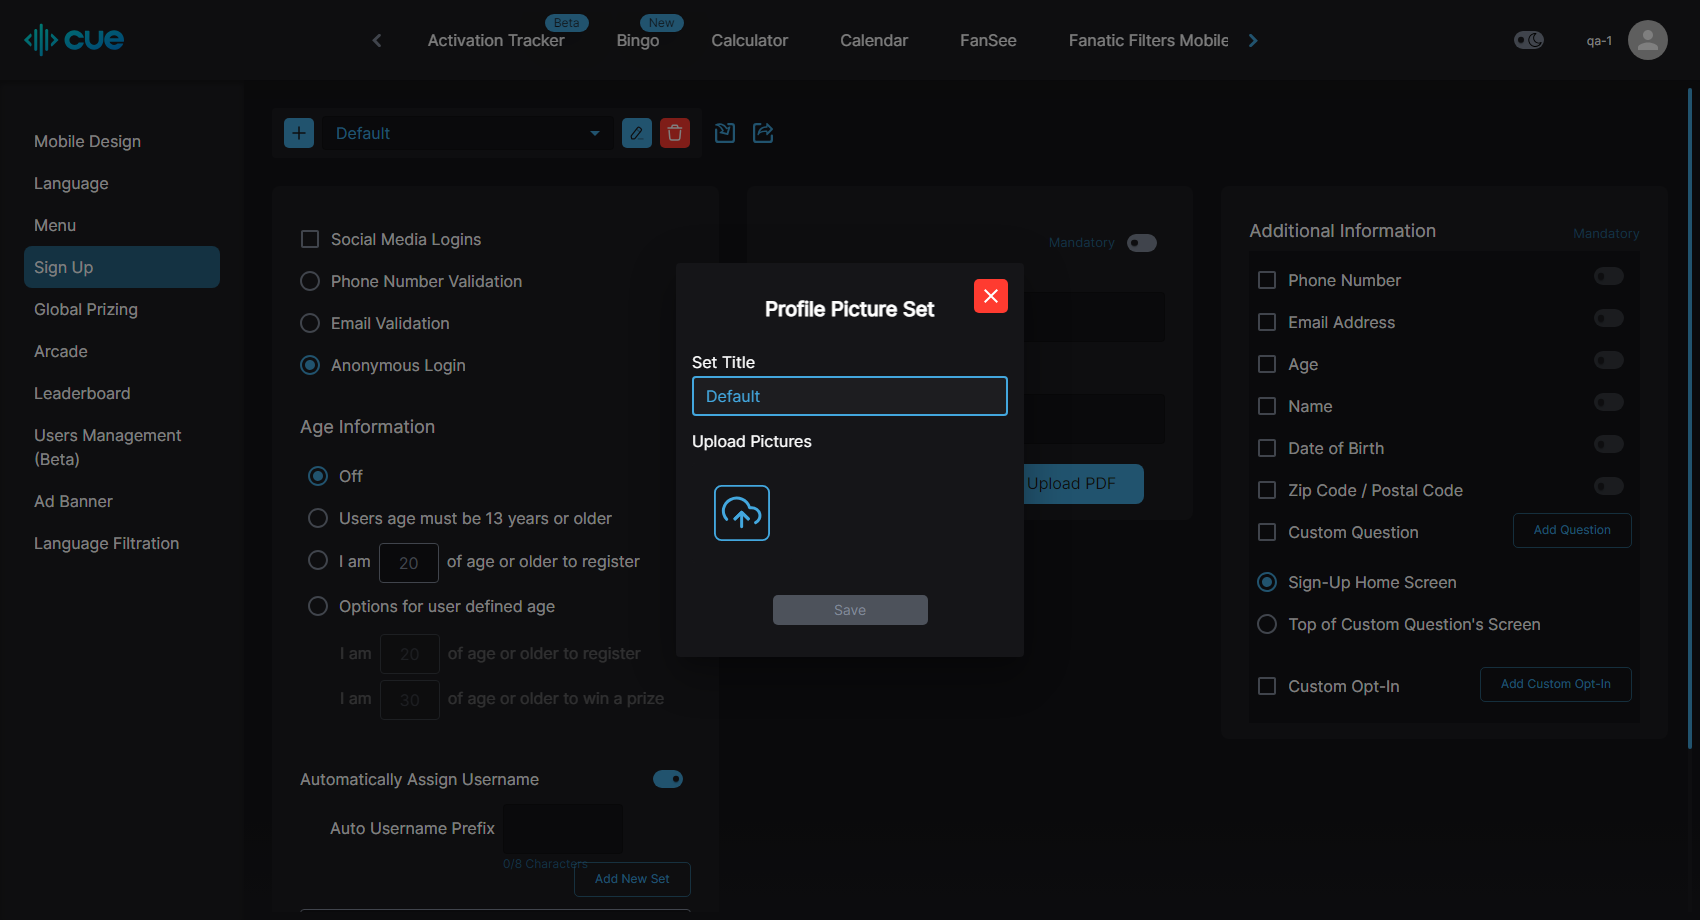 cue
Activation Tracker
Beta
Bingo
New
Calculator
Calendar
FanSee
Fanatic Filters Mobile
qa-1
Mobile Design
Language
Menu
Sign Up
Global Prizing
Arcade
Leaderboard
Users Management
(Beta)
Ad Banner
Language Filtration
Default
Social Media Logins
Phone Number Validation
Email Validation
Anonymous Login
Age Information
Off
Users age must be 13 years or older
I am 20 of age or older to register
Options for user defined age
I am 20 of age or older to register
I am 30 of age or older to win a prize
Automatically Assign Username
Auto Username Prefix
0/8 Characters
Add New Set
Mandatory
Upload PDF
Profile Picture Set
Set Title
Default
Upload Pictures
Save
Additional Information
Mandatory
Phone Number
Email Address
Age
Name
Date of Birth
Zip Code / Postal Code
Custom Question
Add Question
Sign-Up Home Screen
Top of Custom Question's Screen
Custom Opt-In
Add Custom Opt-In